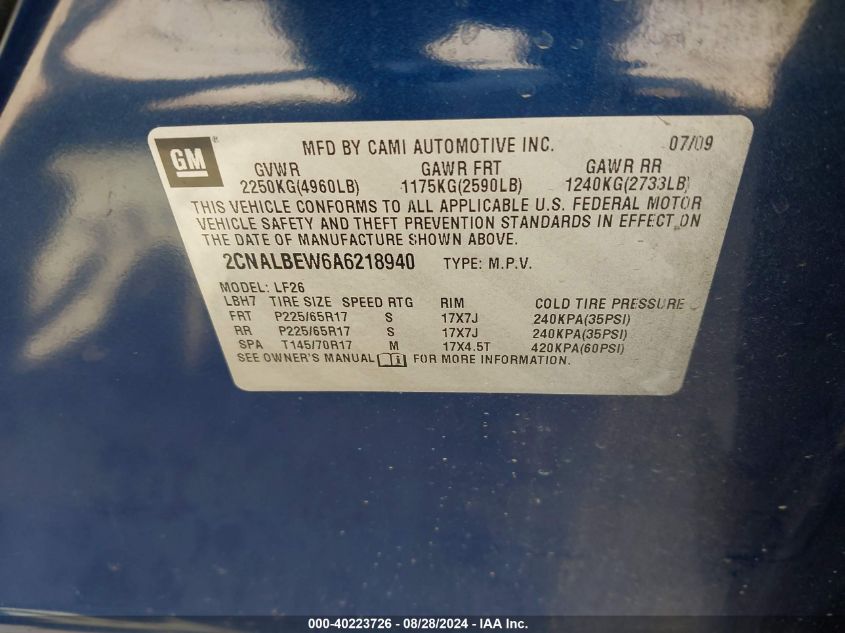 GM
MFD BY CAMI AUTOMOTIVE INC. 07/09
GVWR GAWR FRT GAWR RR
2250KG(4960LB) 1175KG(2590LB) 1240KG(2733LB)
THIS VEHICLE CONFORMS TO ALL APPLICABLE U.S. FEDERAL MOTOR
VEHICLE SAFETY AND THEFT PREVENTION STANDARDS IN EFFECT ON
THE DATE OF MANUFACTURE SHOWN ABOVE.
2CNALBEW6A6218940 TYPE: M.P.V.
MODEL: LF26
LBH7 TIRE SIZE SPEED RTG RIM COLD TIRE PRESSURE
FRT P225/65R17 S 17X7J 240KPA(35PSI)
RR P225/65R17 S 17X7J 240KPA(35PSI)
SPA T145/70R17 M 17X4.5T 420KPA(60PSI)
SEE OWNER'S MANUAL FOR MORE INFORMATION.
000-40223726 - 08/28/2024 - IAA Inc.